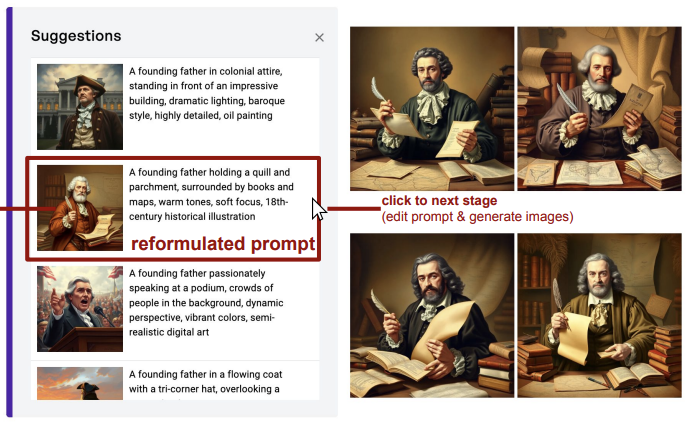 Suggestions
A founding father in colonial attire,
standing in front of an impressive
building, dramatic lighting, baroque
style, highly detailed, oil painting
A founding father holding a quill and
parchment, surrounded by books and
maps, warm tones, soft focus, 18th-
century historical illustration
reformulated prompt
A founding father passionately
speaking at a podium, crowds of
people in the background, dynamic
perspective, vibrant colors, semi-
realistic digital art
A founding father in a flowing coat
with a tri-corner hat, overlooking a
click to next stage
(edit prompt & generate images)